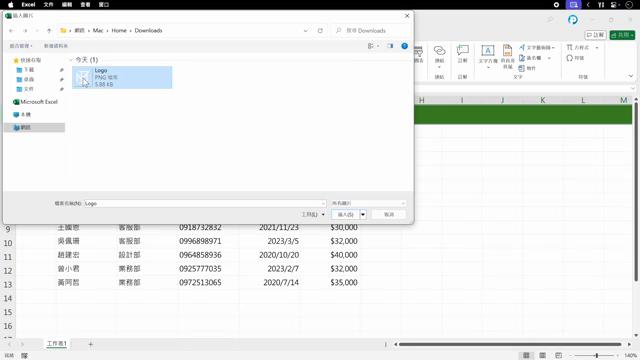 Excel 文件 編輯 視窗
插入圖片
網路 › Mac › Home › Downloads
搜尋 Downloads
組合管理 新增資料夾
快速存取
下載
桌面
文件
Microsoft Excel
本機
網路
今天 (1)
Logo
PNG 檔案
5.88 KB
檔案名稱(N): Logo
所有圖片
工具(L) 插入(S) 取消
註解 共用
連結 註解 文字方塊 頁首及頁尾 文字藝術師 簽名欄 物件 方程式 符號
文字 符號
H I J K L M
9 王國恩 客服部 0918732832 2021/11/23 $30,000
10 吳佩珊 客服部 0996898971 2023/3/5 $32,000
11 趙建宏 設計部 0964858936 2020/10/20 $40,000
12 曾小君 業務部 0925777035 2023/2/7 $32,000
13 黃阿哲 業務部 0972513065 2020/7/14 $35,000
14
15
16
17
工作表1
就緒
140%